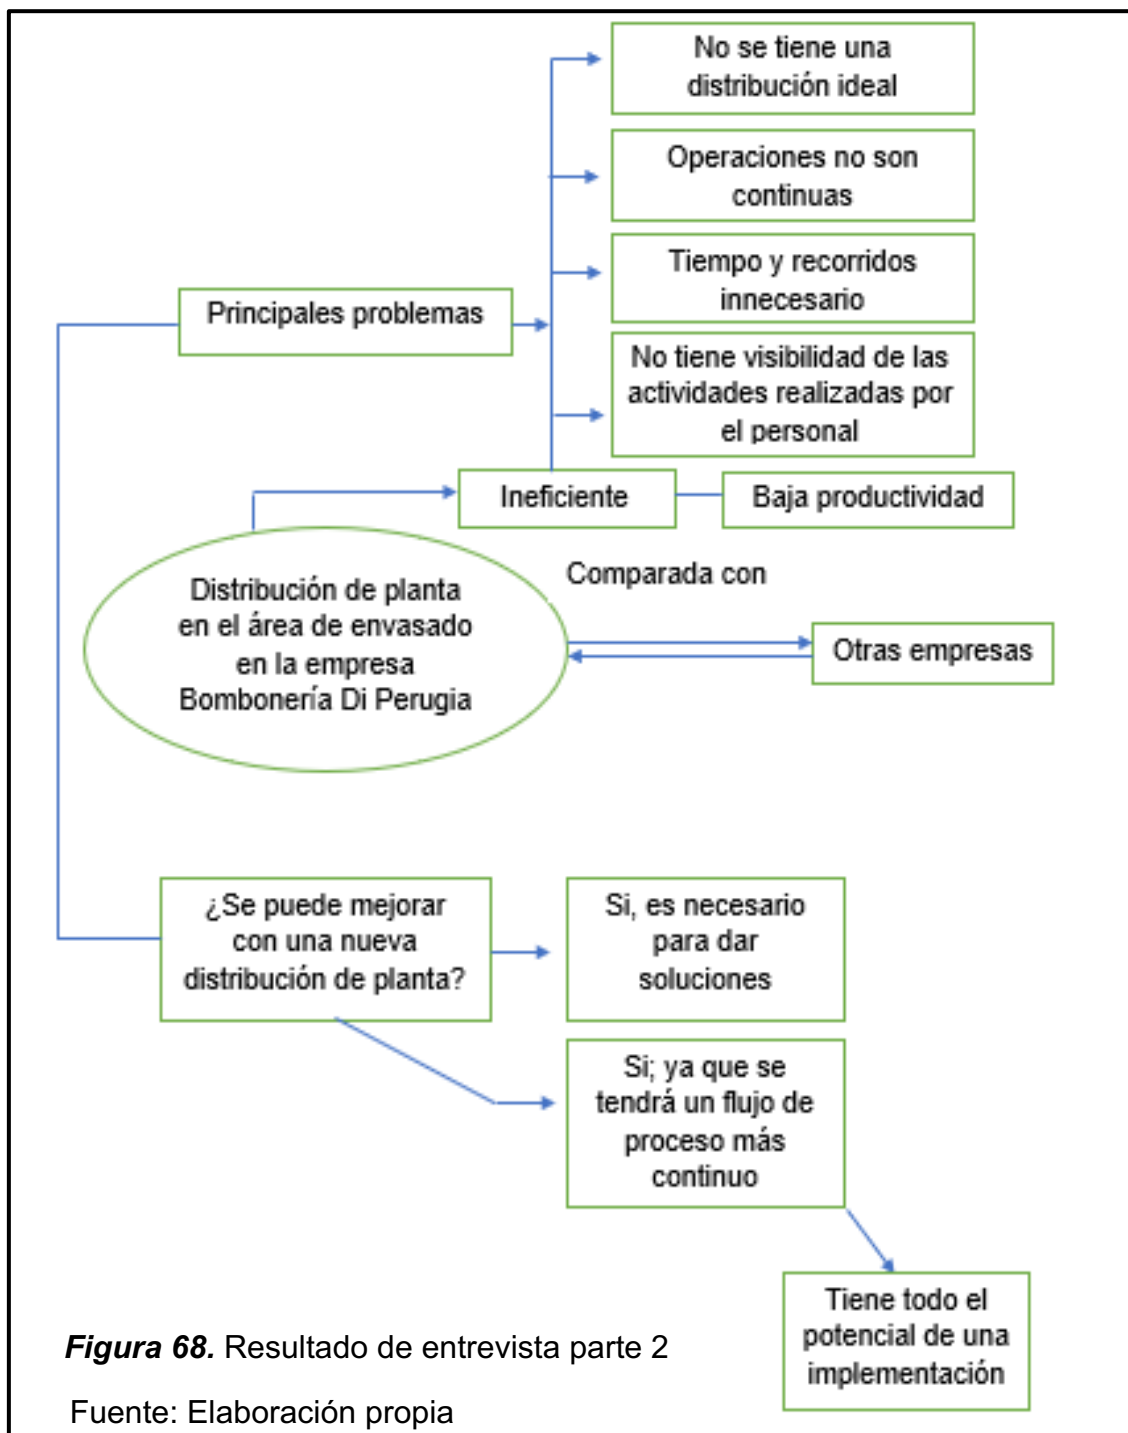 No se tiene una
distribución ideal
Operaciones no son
continuas
Tiempo y recorridos
innecesario
Principales problemas
No tiene visibilidad de las
actividades realizadas por
el personal
Ineficiente
Baja productividad
Comparada con
Distribución de planta
en el área de envasado
en la empresa
Bombonería Di Perugia
Otras empresas
¿Se puede mejorar
con una nueva
distribución de planta?
Si, es necesario
para dar
soluciones
Si; ya que se
tendrá un flujo de
proceso más
continuo
Tiene todo el
potencial de una
implementación
Figura 68. Resultado de entrevista parte 2
Fuente: Elaboración propia